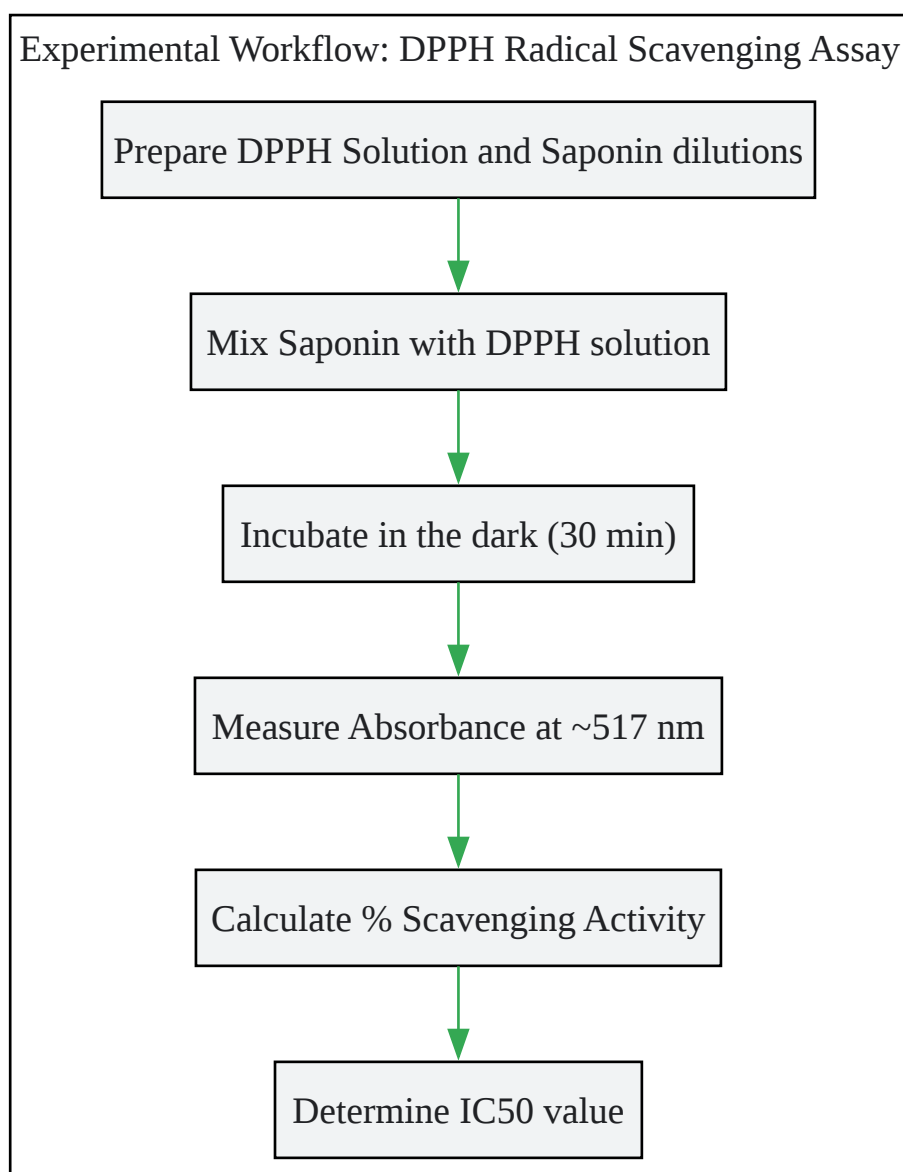 Experimental Workflow: DPPH Radical Scavenging Assay
Prepare DPPH Solution and Saponin dilutions
Mix Saponin with DPPH solution
Incubate in the dark (30 min)
Measure Absorbance at ~517 nm
Calculate % Scavenging Activity
Determine IC50 value